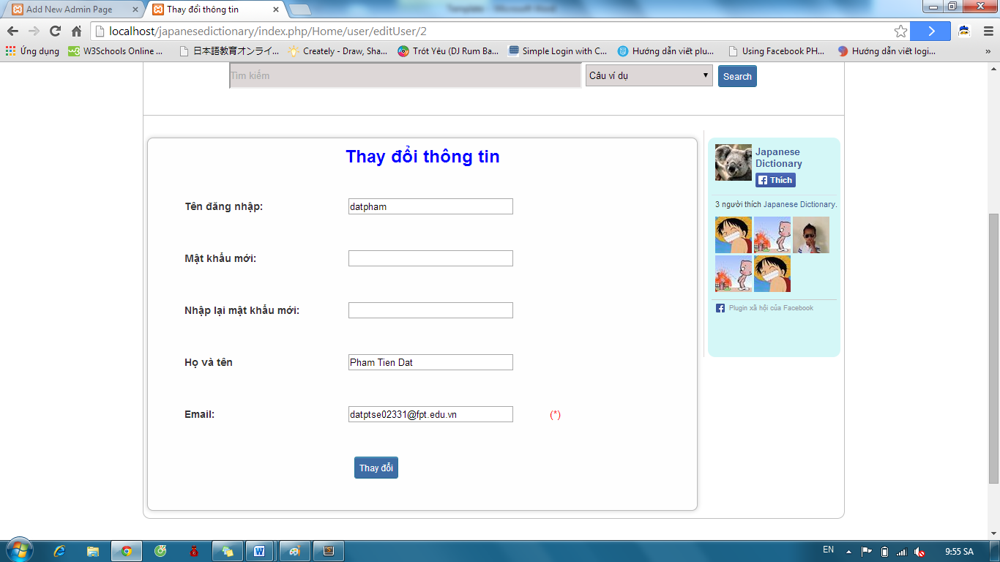 Add New Admin Page
Thay đổi thông tin
localhost/japanesedictionary/index.php/Home/user/editUser/2
Ứng dụng
W3Schools Online ...
日本語教育オンライ...
Creately - Draw, Sha...
Trót Yêu (DJ Rum Ba...
Simple Login with C...
Hướng dẫn viết plu...
Using Facebook PH...
Hướng dẫn viết logi...
»
Tìm kiếm
Câu ví dụ
Search
Thay đổi thông tin
Tên đăng nhập:
datpham
Mật khẩu mới:
Nhập lại mật khẩu mới:
Họ và tên
Pham Tien Dat
Email:
datptse02331@fpt.edu.vn
(*)
Thay đổi
Japanese
Dictionary
Thích
3 người thích Japanese Dictionary.
Plugin xã hội của Facebook
EN
9:55 SA